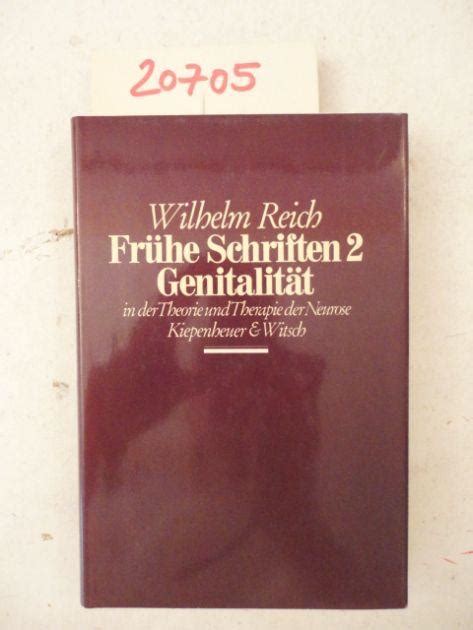 20705
Wilhelm Reich
Frühe Schriften 2
Genitalität
in der Theorie und Therapie der Neurose
Kiepenheuer & Witsch